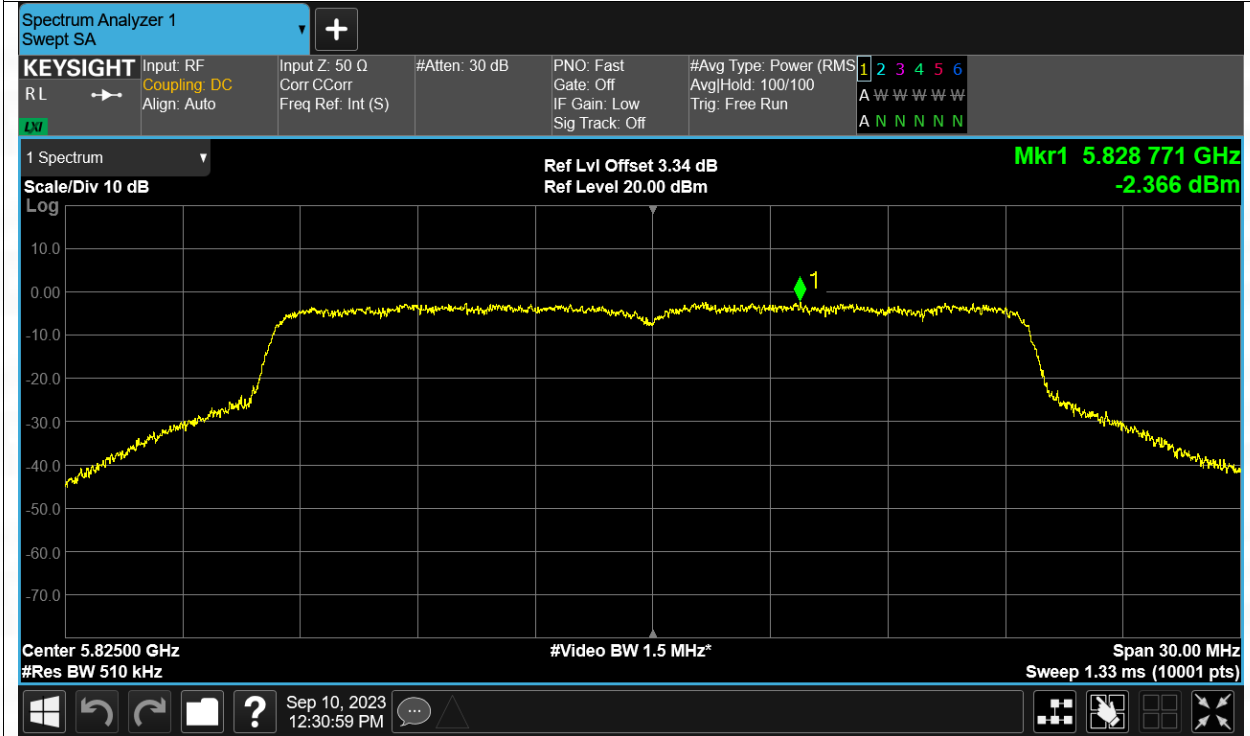 Spectrum Analyzer 1
Swept SA
+
KEYSIGHT
R L
LXI
Input: RF
Coupling: DC
Align: Auto
Input Z: 50 Ω
Corr CCorr
Freq Ref: Int (S)
#Atten: 30 dB
PNO: Fast
Gate: Off
IF Gain: Low
Sig Track: Off
#Avg Type: Power (RMS
Avg|Hold: 100/100
Trig: Free Run
1 2 3 4 5 6
A W W W W W
A N N N N N
1 Spectrum
Scale/Div 10 dB
Log
Ref Lvl Offset 3.34 dB
Ref Level 20.00 dBm
Mkr1 5.828 771 GHz
-2.366 dBm
1
10.0
0.00
-10.0
-20.0
-30.0
-40.0
-50.0
-60.0
-70.0
Center 5.82500 GHz
#Res BW 510 kHz
#Video BW 1.5 MHz*
Span 30.00 MHz
Sweep 1.33 ms (10001 pts)
?
Sep 10, 2023
12:30:59 PM